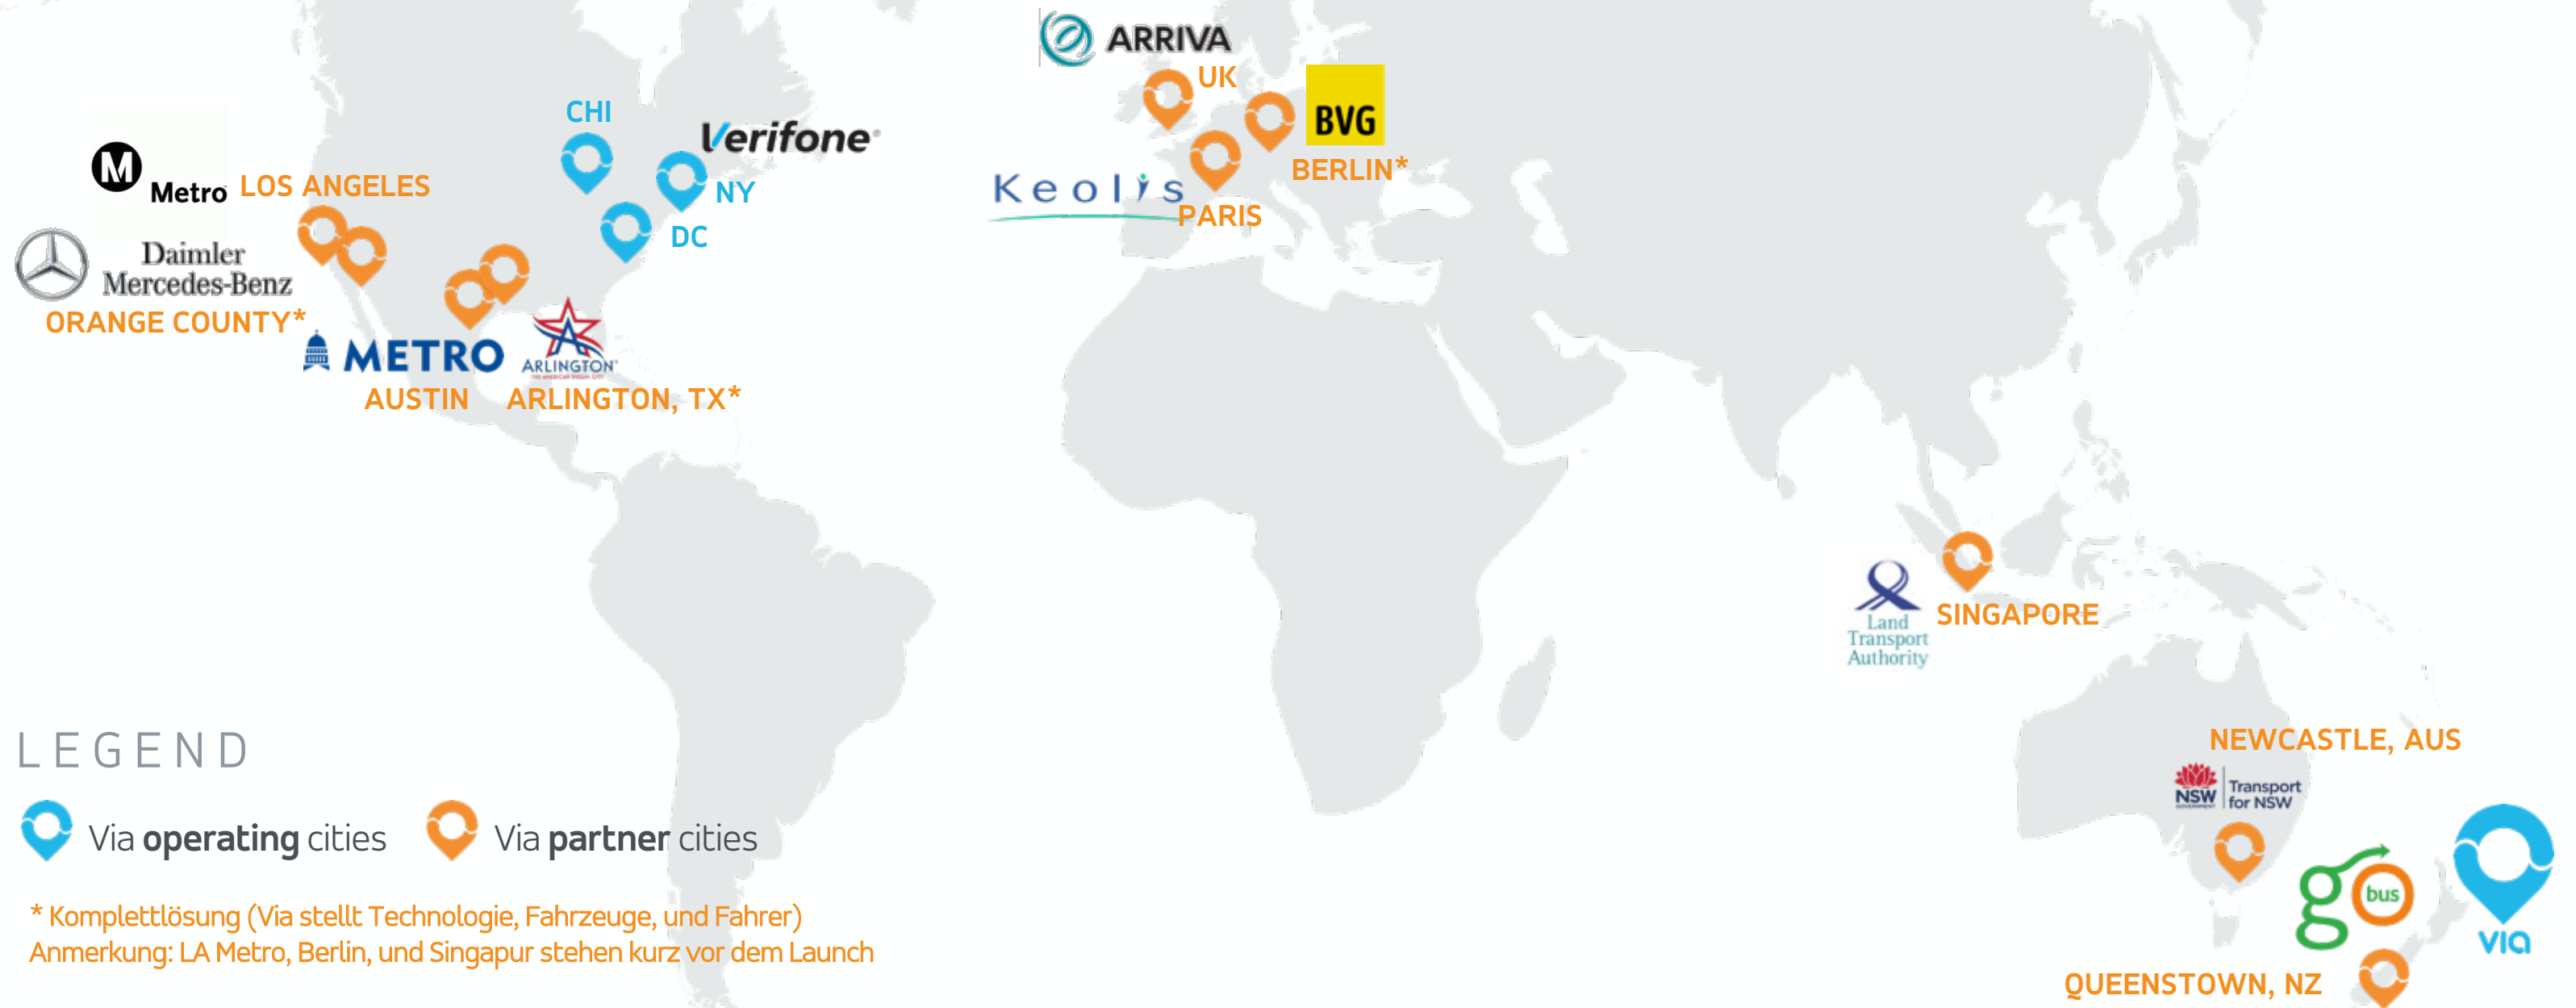 ARRIVA
UK
BVG
BERLIN*
Keolis
PARIS
CHI
Verifone®
NY
DC
M
Metro
LOS ANGELES
Daimler
Mercedes-Benz
ORANGE COUNTY*
METRO
AUSTIN
ARLINGTON
ARLINGTON, TX*
Land
Transport
Authority
SINGAPORE
NEWCASTLE, AUS
NSW
GOVERNMENT
Transport
for NSW
go
bus
VIA
QUEENSTOWN, NZ
LEGEND
Via operating cities
Via partner cities
* Komplettlösung (Via stellt Technologie, Fahrzeuge, und Fahrer)
Anmerkung: LA Metro, Berlin, und Singapur stehen kurz vor dem Launch